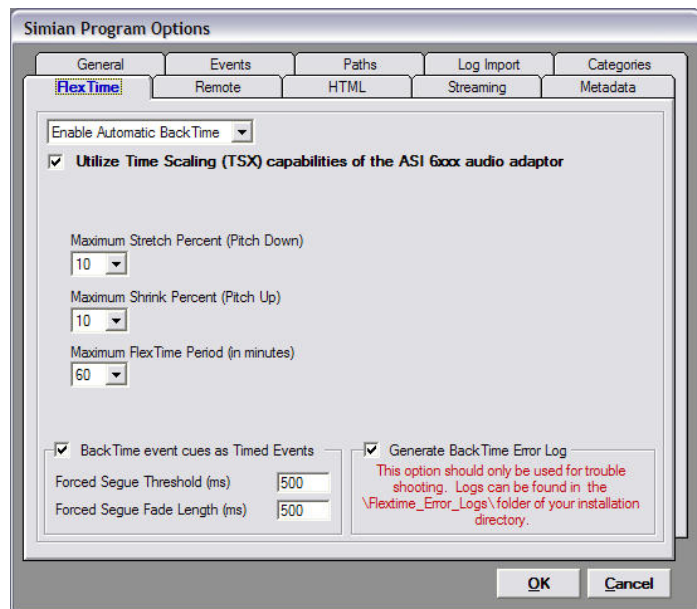 Simian Program Options
General Events Paths Log Import Categories
FlexTime Remote HTML Streaming Metadata
Enable Automatic BackTime
Utilize Time Scaling (TSX) capabilities of the ASI 6xxx audio adaptor
Maximum Stretch Percent (Pitch Down)
10
Maximum Shrink Percent (Pitch Up)
10
Maximum FlexTime Period (in minutes)
60
BackTime event cues as Timed Events
Forced Segue Threshold (ms) 500
Forced Segue Fade Length (ms) 500
Generate BackTime Error Log
This option should only be used for trouble
shooting. Logs can be found in the
\Flextime_Error_Logs\ folder of your installation
directory.
OK Cancel